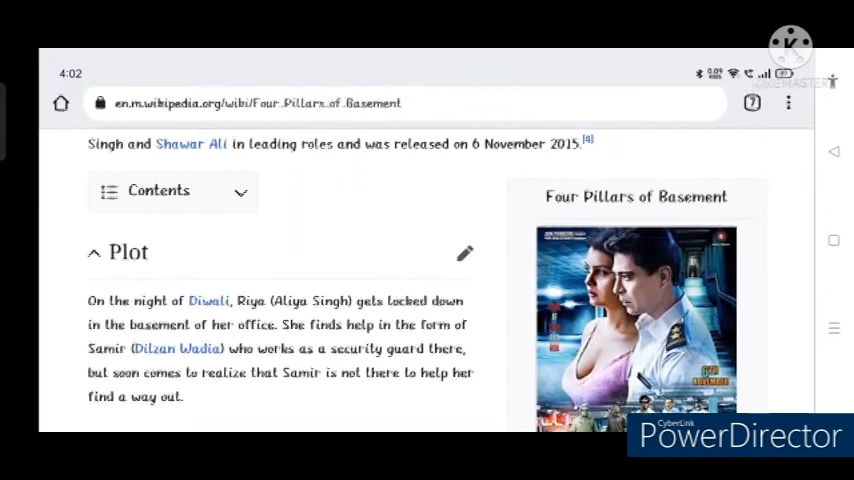 4:02
en.m.wikipedia.org/wiki/Four_Pillars_of_Basement
Singh and Shawar Ali in leading roles and was released on 6 November 2015.[4]
Contents
Four Pillars of Basement
Plot
On the night of Diwali, Riya (Aliya Singh) gets locked down
in the basement of her office. She finds help in the form of
Samir (Dilzan Wadia) who works as a security guard there,
but soon comes to realize that Samir is not there to help her
find a way out.
6TH
NOVEMBER
CyberLink
PowerDirector